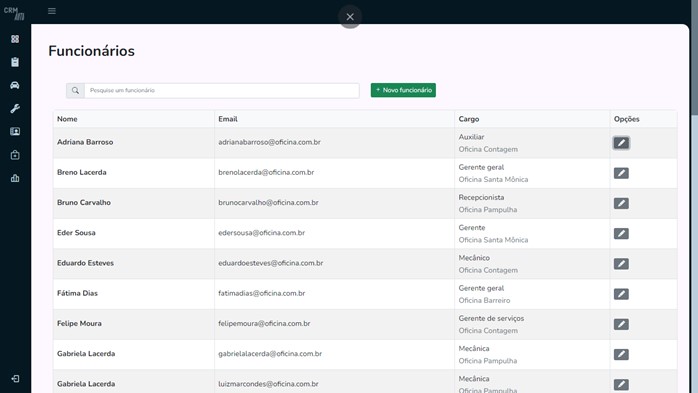 CRM
Funcionários
Pesquise um funcionário
+ Novo funcionário
Nome Email Cargo Opções
Adriana Barroso adrianabarroso@oficina.com.br Auxiliar
Oficina Contagem
Breno Lacerda brenolacerda@oficina.com.br Gerente geral
Oficina Santa Mônica
Bruno Carvalho brunocarvalho@oficina.com.br Recepcionista
Oficina Pampulha
Eder Sousa edersousa@oficina.com.br Gerente
Oficina Santa Mônica
Eduardo Esteves eduardoesteves@oficina.com.br Mecânico
Oficina Contagem
Fátima Dias fatimadias@oficina.com.br Gerente geral
Oficina Barreiro
Felipe Moura felipemoura@oficina.com.br Gerente de serviços
Oficina Contagem
Gabriela Lacerda gabrielalacerda@oficina.com.br Mecânica
Oficina Pampulha
Gabriela Lacerda luizmarcondes@oficina.com.br Mecânica
Oficina Pampulha